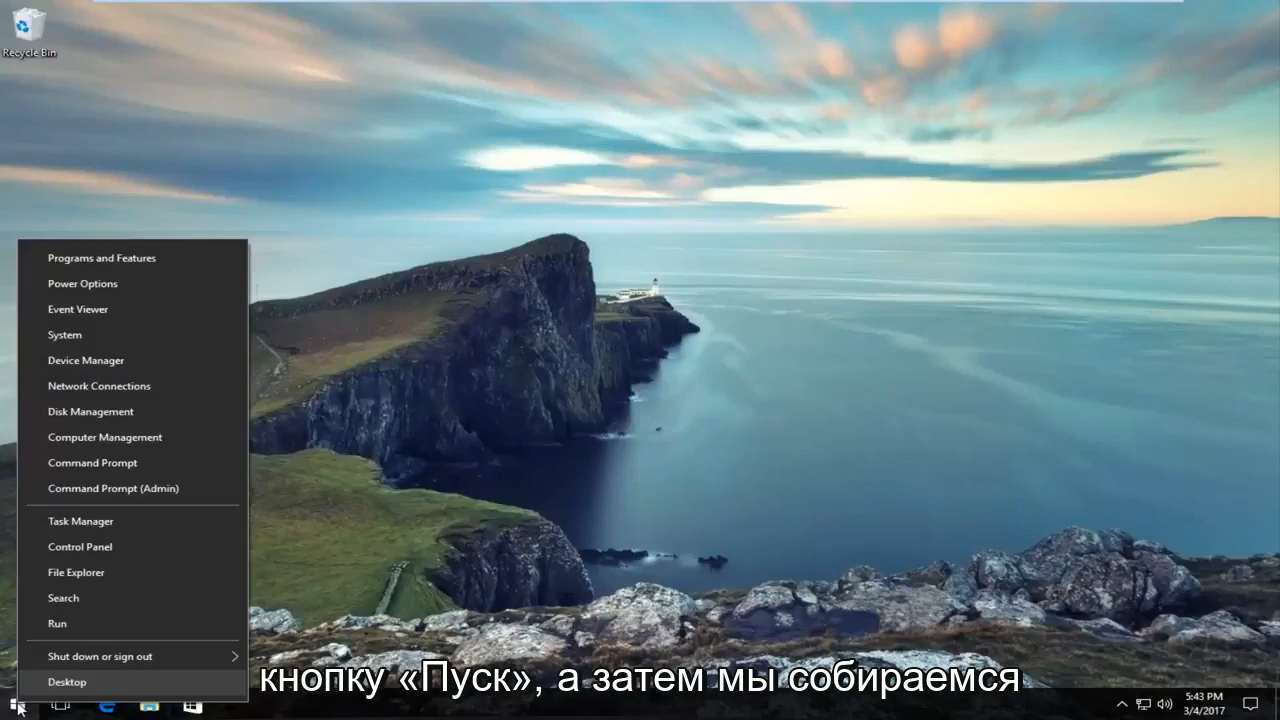 Recycle Bin
Programs and Features
Power Options
Event Viewer
System
Device Manager
Network Connections
Disk Management
Computer Management
Command Prompt
Command Prompt (Admin)
Task Manager
Control Panel
File Explorer
Search
Run
Shut down or sign out
Desktop
кнопку «Пуск», а затем мы собираемся
5:43 PM
3/4/2017